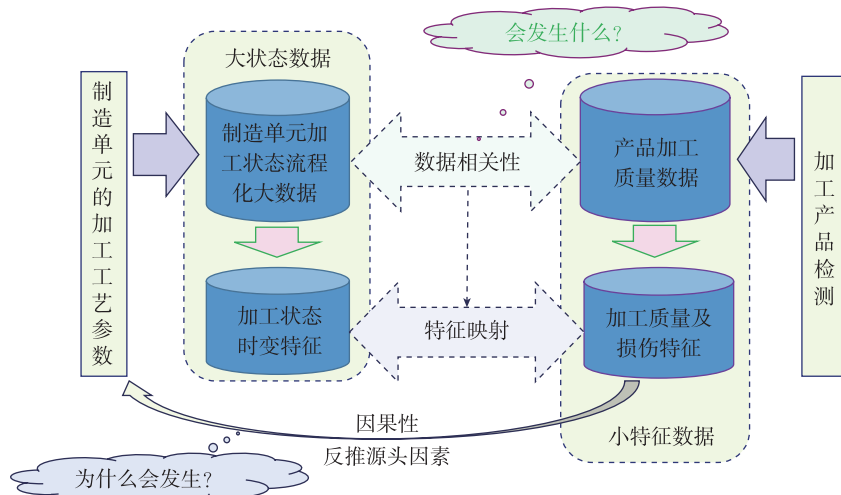 会发生什么?
大状态数据
制造单元的加工工艺参数
制造单元加
工状态流程
化大数据
数据相关性
产品加工
质量数据
加工产品检测
加工状态
时变特征
特征映射
加工质量及
损伤特征
因果性
反推源头因素
小特征数据
为什么会发生?